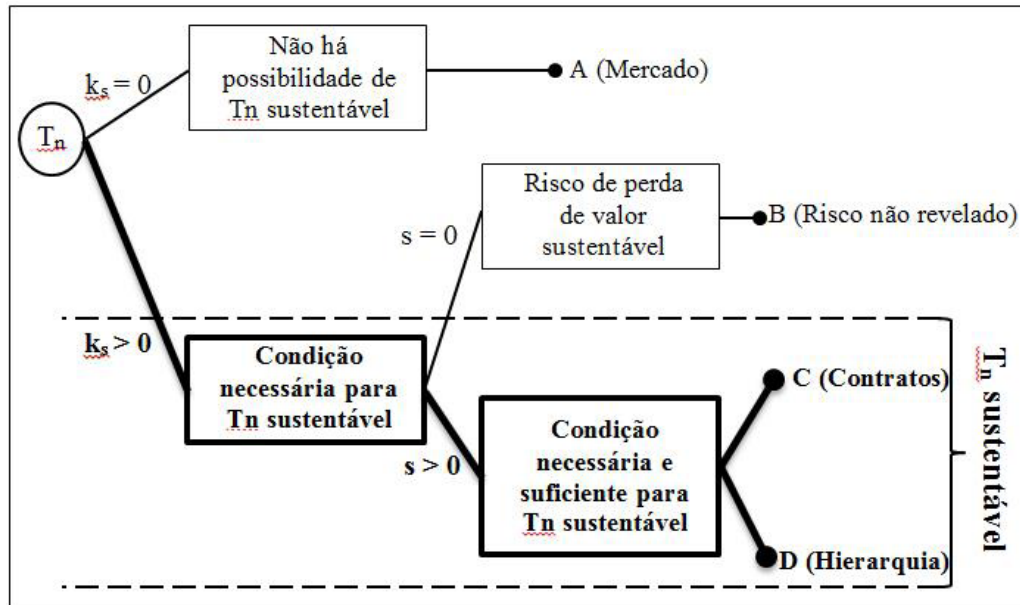 Não há
possibilidade de
Tn sustentável
A (Mercado)
kₛ = 0
Tₙ
Risco de perda
de valor
sustentável
B (Risco não revelado)
s = 0
kₛ > 0
Condição
necessária para
Tn sustentável
s > 0
Condição
necessária e
suficiente para
Tn sustentável
C (Contratos)
D (Hierarquia)
Tₙ sustentável